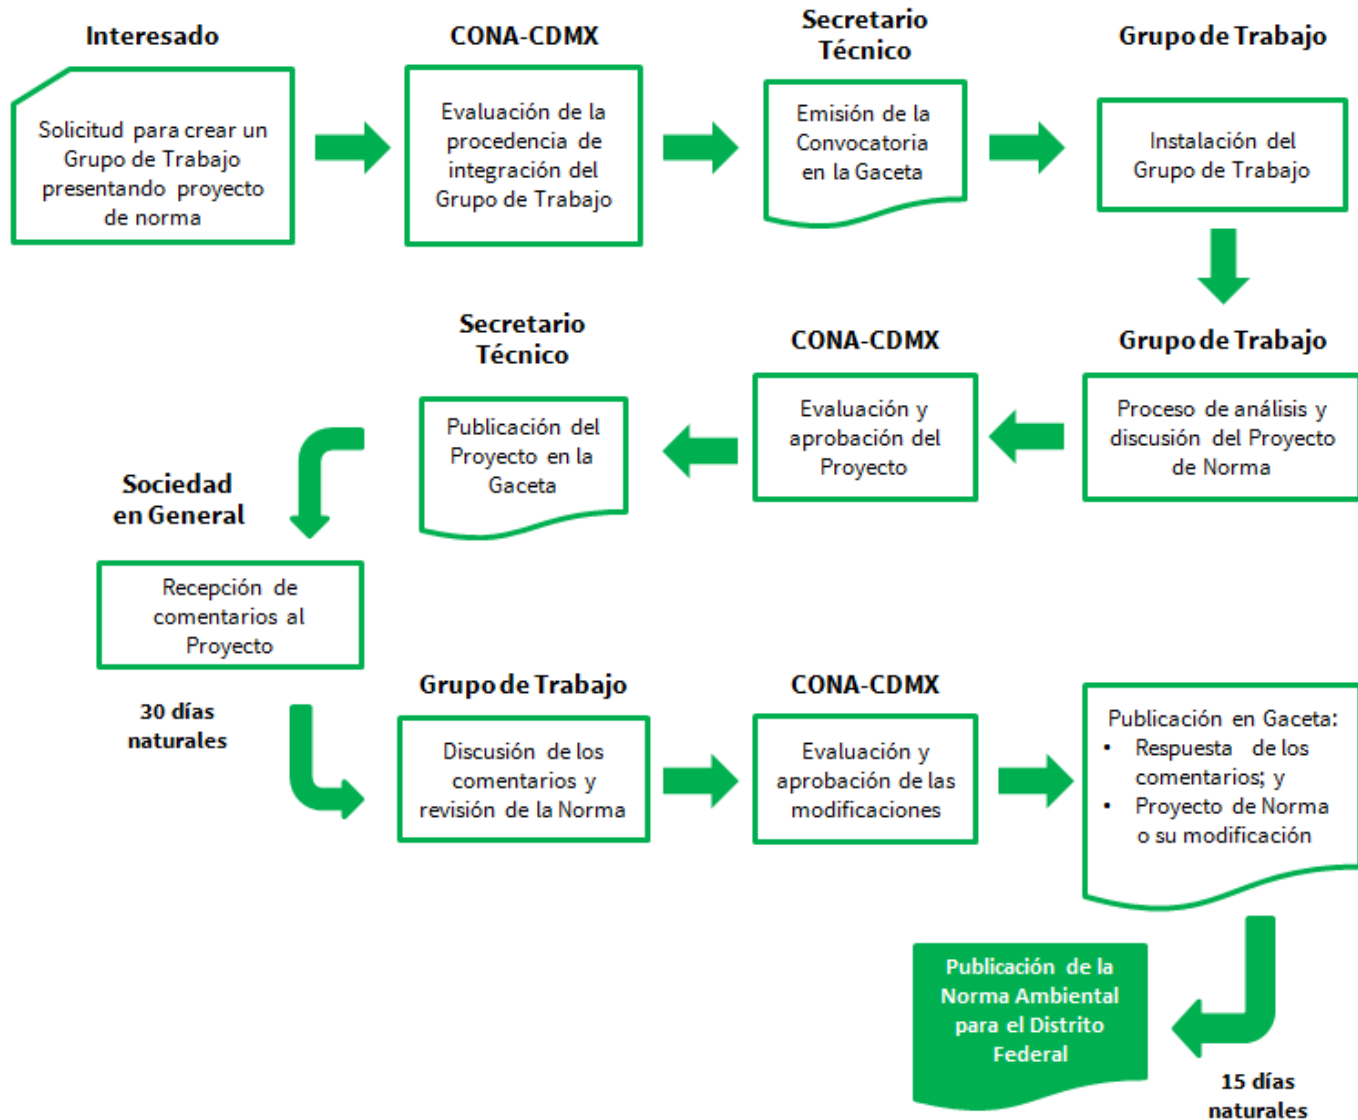 Interesado
Solicitud para crear un
Grupo de Trabajo
presentando proyecto
de norma
CONA-CDMX
Evaluación de la
procedencia de
integración del
Grupo de Trabajo
Secretario
Técnico
Emisión de la
Convocatoria
en la Gaceta
Grupo de Trabajo
Instalación del
Grupo de Trabajo
Grupo de Trabajo
Proceso de análisis y
discusión del Proyecto
de Norma
CONA-CDMX
Evaluación y
aprobación del
Proyecto
Secretario
Técnico
Publicación del
Proyecto en la
Gaceta
Sociedad
en General
Recepción de
comentarios al
Proyecto
30 días
naturales
Grupo de Trabajo
Discusión de los
comentarios y
revisión de la Norma
CONA-CDMX
Evaluación y
aprobación de las
modificaciones
Publicación en Gaceta:
• Respuesta de los
comentarios; y
• Proyecto de Norma
o su modificación
15 días
naturales
Publicación de la
Norma Ambiental
para el Distrito
Federal